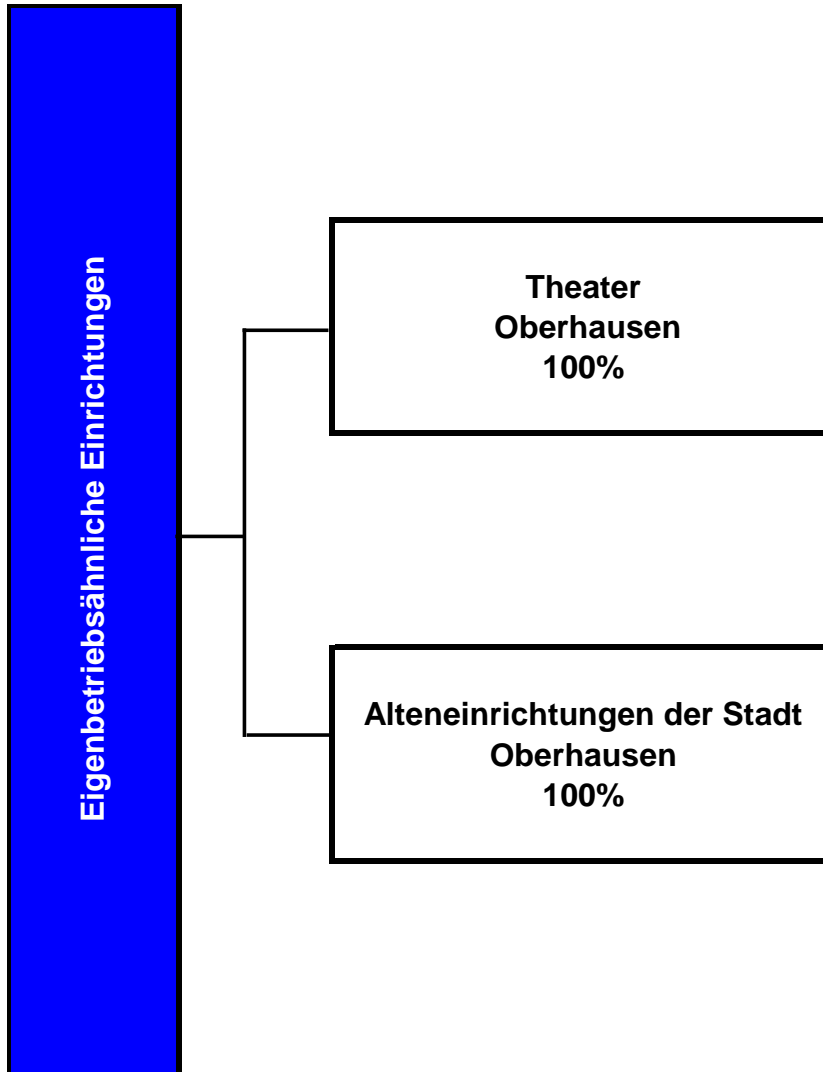 Eigenbetriebsähnliche Einrichtungen
Theater
Oberhausen
100%
Alteneinrichtungen der Stadt
Oberhausen
100%